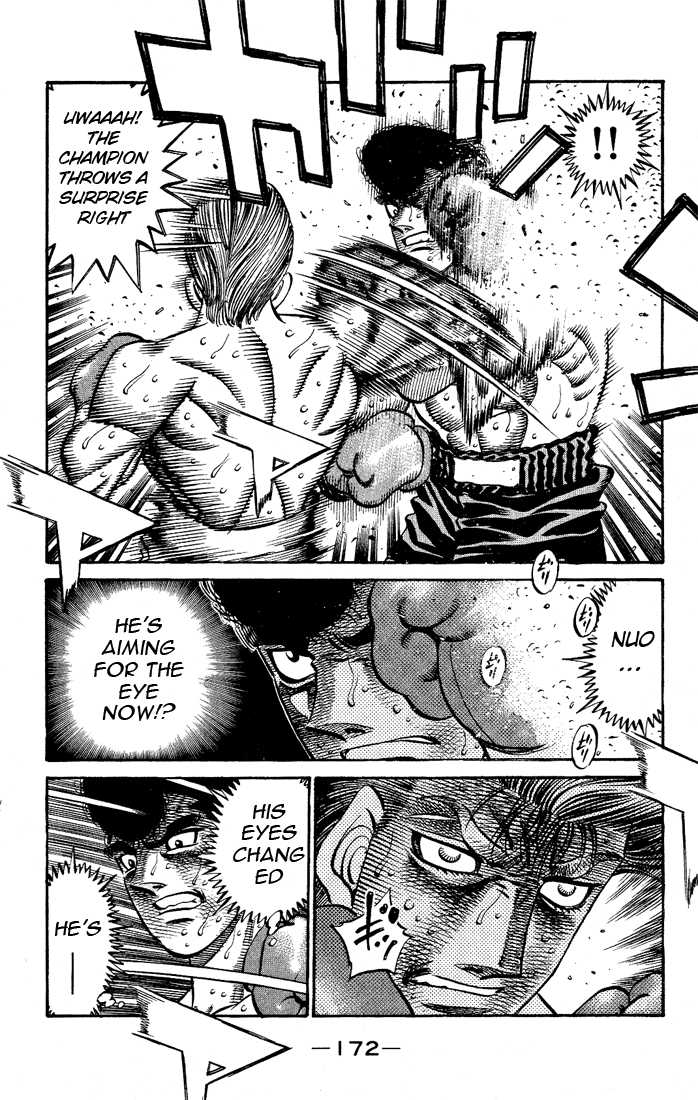 UWAAAH!
THE
CHAMPION
THROWS A
SURPRISE
RIGHT
!!
NUO
...
HE'S
AIMING
FOR THE
EYE
NOW!?
HIS
EYES
CHANG
ED
HE'S
—
—172—